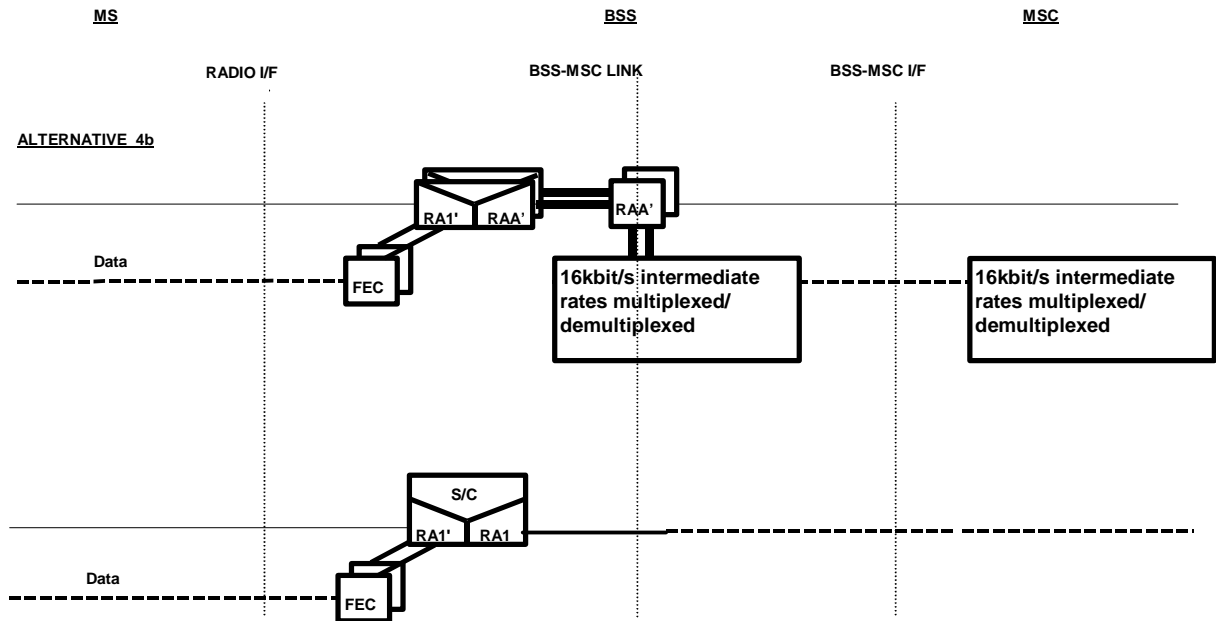 MS
BSS
MSC
RADIO I/F
BSS-MSC LINK
BSS-MSC I/F
ALTERNATIVE 4b
RA1'
RAA’
RAA’
Data
FEC
16kbit/s intermediate
rates multiplexed/
demultiplexed
16kbit/s intermediate
rates multiplexed/
demultiplexed
S/C
RA1'
RA1
Data
FEC